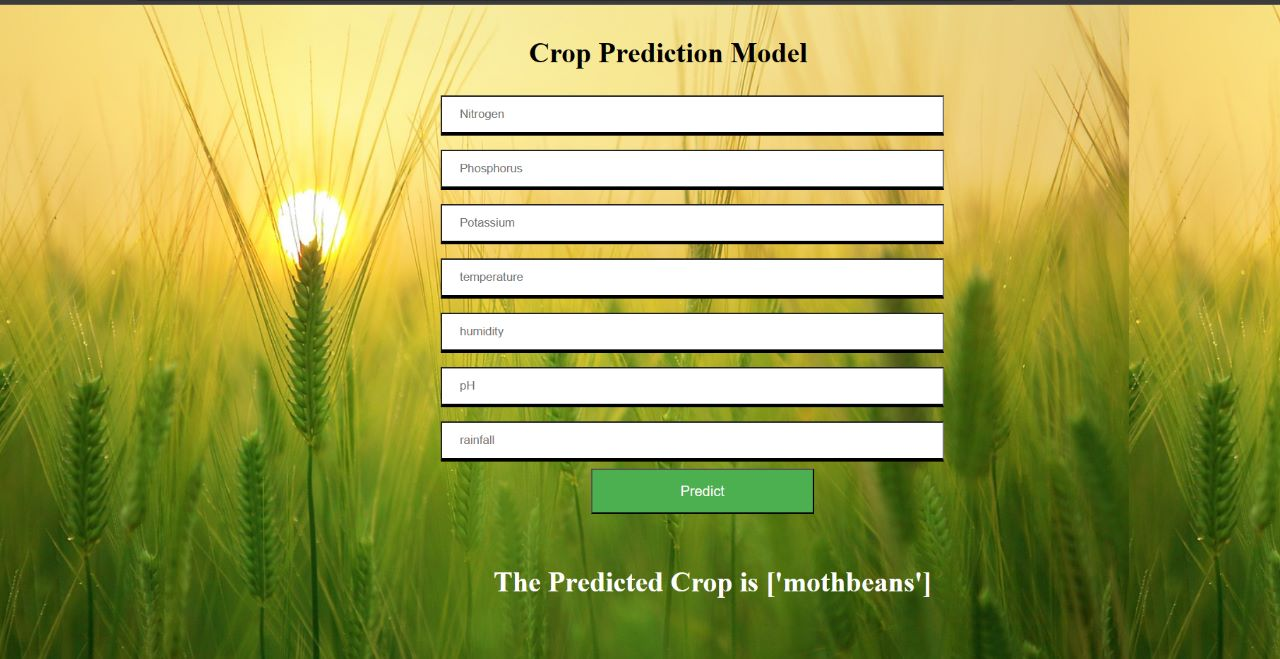 Crop Prediction Model
Nitrogen
Phosphorus
Potassium
temperature
humidity
pH
rainfall
Predict
The Predicted Crop is ['mothbeans']